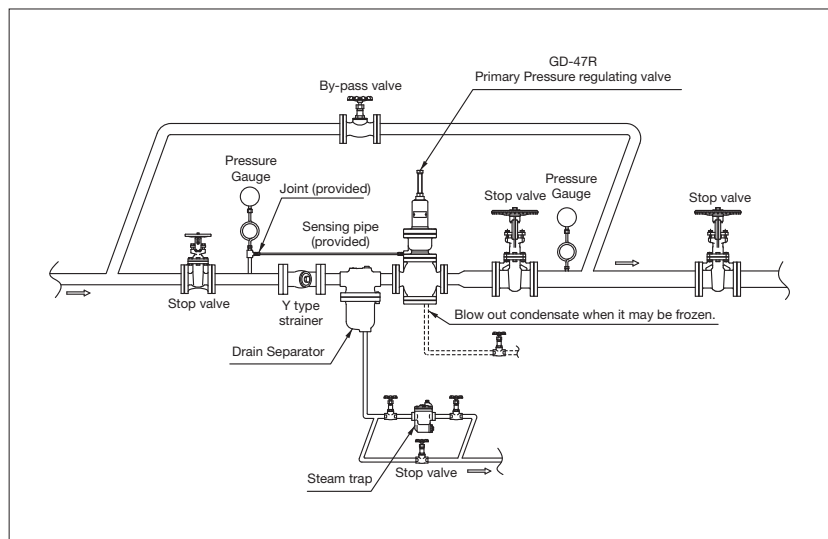 GD-47R
Primary Pressure regulating valve
By-pass valve
Pressure
Gauge
Joint (provided)
Sensing pipe
(provided)
Stop valve
Pressure
Gauge
Stop valve
Stop valve
Y type
strainer
Blow out condensate when it may be frozen.
Drain Separator
Steam trap
Stop valve